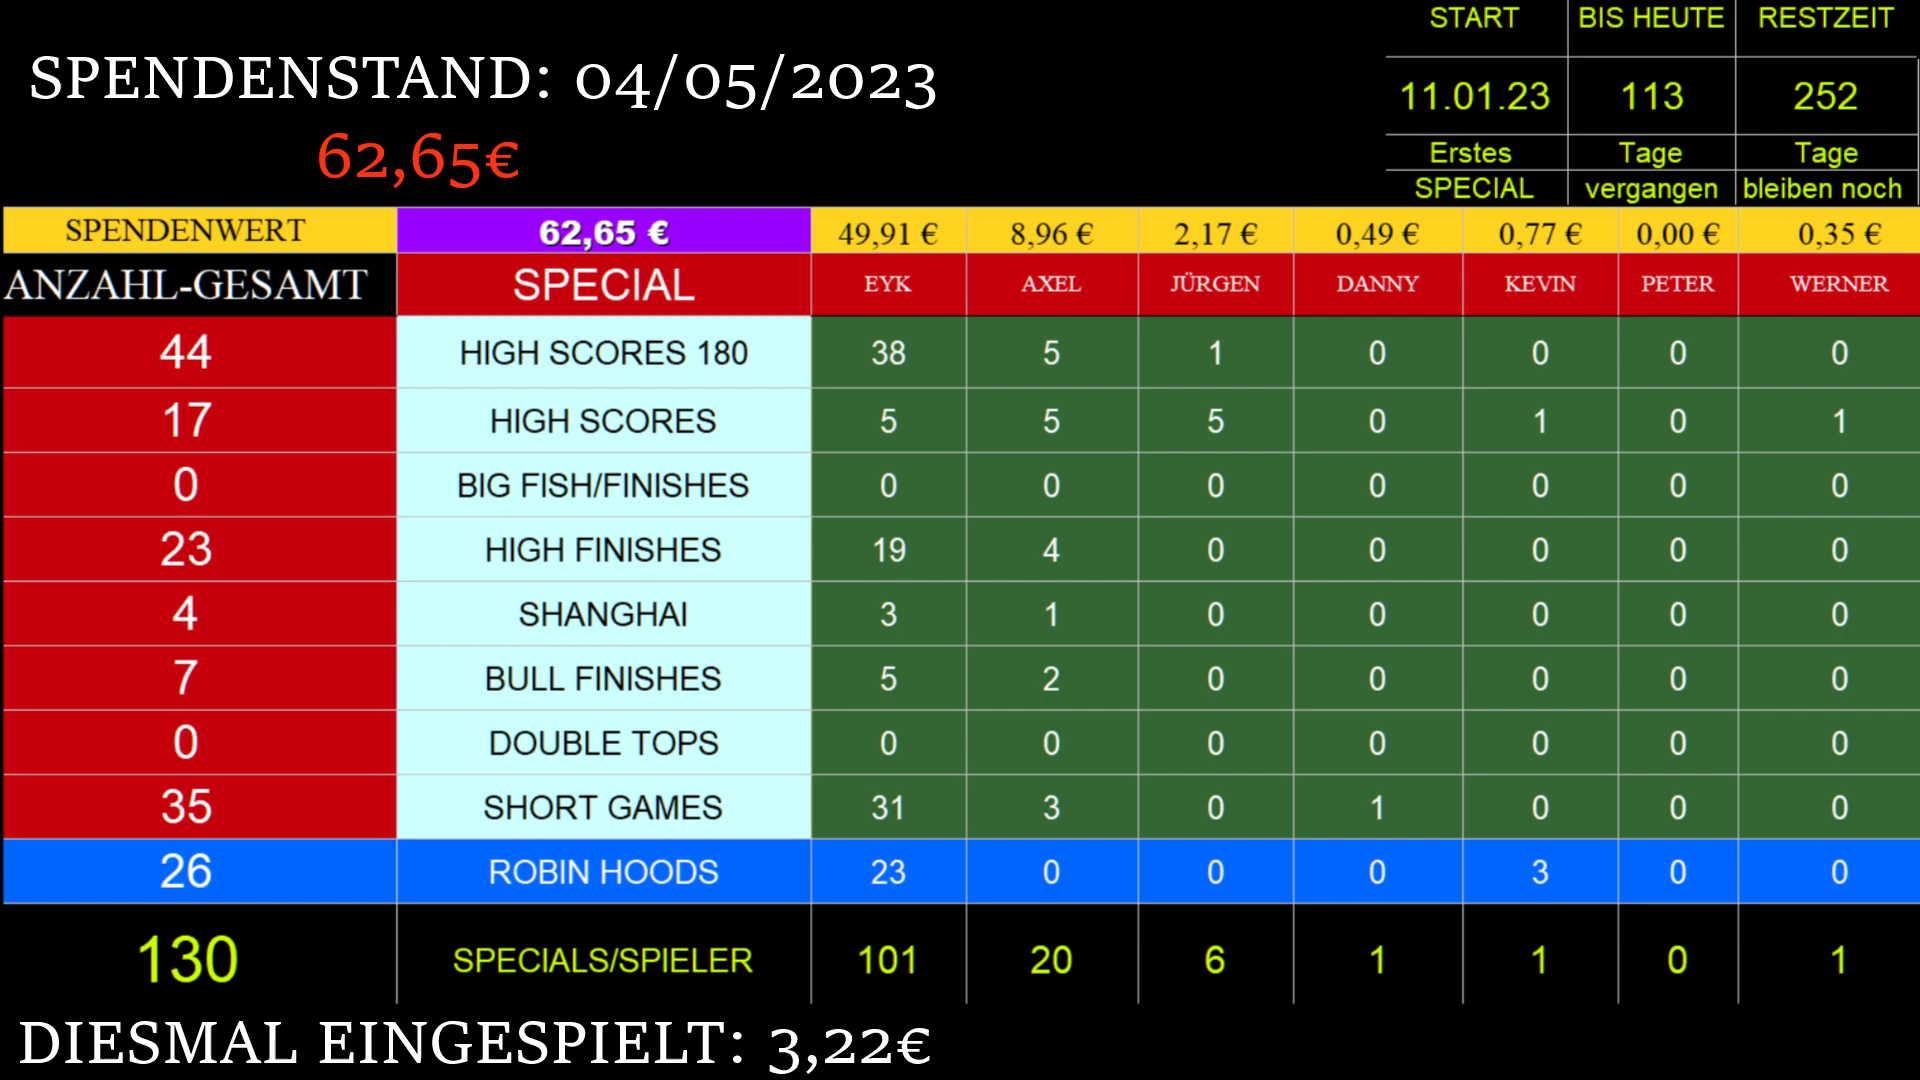 START BIS HEUTE RESTZEIT
SPENDENSTAND: 04/05/2023
11.01.23 113 252
62,65€
Erstes Tage Tage
SPECIAL vergangen bleiben noch
SPENDENWERT 62,65 € 49,91 € 8,96 € 2,17 € 0,49 € 0,77 € 0,00 € 0,35 €
ANZAHL-GESAMT SPECIAL EYK AXEL JÜRGEN DANNY KEVIN PETER WERNER
44 HIGH SCORES 180 38 5 1 0 0 0 0
17 HIGH SCORES 5 5 5 0 1 0 1
0 BIG FISH/FINISHES 0 0 0 0 0 0 0
23 HIGH FINISHES 19 4 0 0 0 0 0
4 SHANGHAI 3 1 0 0 0 0 0
7 BULL FINISHES 5 2 0 0 0 0 0
0 DOUBLE TOPS 0 0 0 0 0 0 0
35 SHORT GAMES 31 3 0 1 0 0 0
26 ROBIN HOODS 23 0 0 0 3 0 0
130 SPECIALS/SPIELER 101 20 6 1 1 0 1
DIESMAL EINGESPIELT: 3,22€